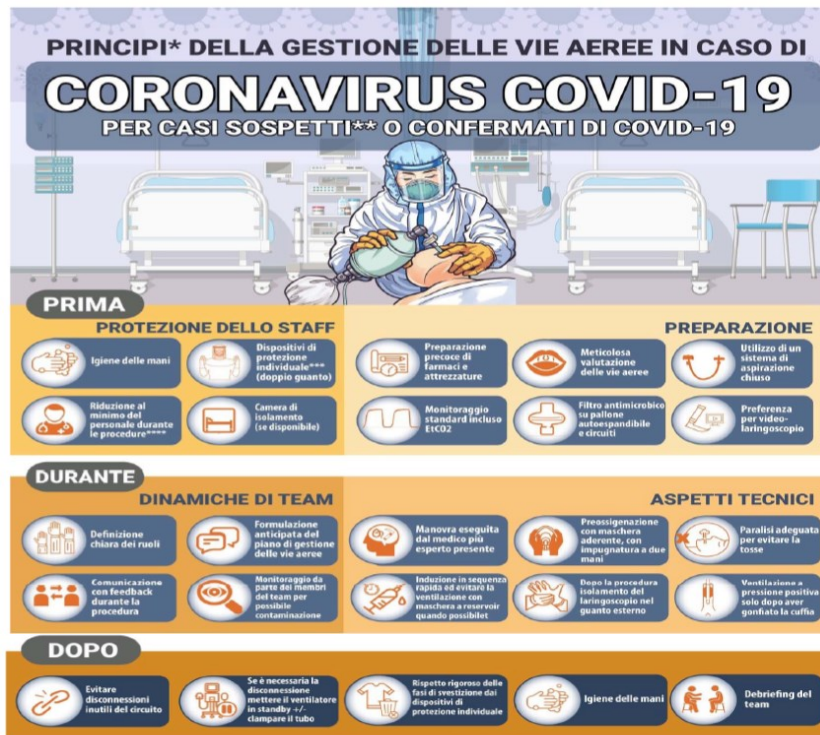 PRINCIPI* DELLA GESTIONE DELLE VIE AEREE IN CASO DI
CORONAVIRUS COVID-19
PER CASI SOSPETTI** O CONFERMATI DI COVID-19
PRIMA
PROTEZIONE DELLO STAFF
Igiene delle mani
Dispositivi di
protezione
individuale***
(doppio guanto)
Riduzione al
minimo del
personale durante
le procedure****
Camera di
isolamento
(se disponibile)
PREPARAZIONE
Preparazione
precoce di
farmaci e
attrezzature
Meticolosa
valutazione
delle vie aeree
Utilizzo di un
sistema di
aspirazione
chiuso
Monitoraggio
standard incluso
EtCO2
Filtro antimicrobico
su pallone
autoespandibile
e circuiti
Preferenza
per video-
laringoscopio
DURANTE
DINAMICHE DI TEAM
Definizione
chiara dei ruoli
Formulazione
anticipata del
piano di gestione
delle vie aeree
Comunicazione
con feedback
durante la
procedura
Monitoraggio da
parte dei membri
del team per
possibile
contaminazione
ASPETTI TECNICI
Manovra eseguita
dal medico più
esperto presente
Preossigenazione
con maschera
aderente, con
impugnatura a due
mani
Paralisi adeguata
per evitare la
tosse
Induzione in sequenza
rapida ed evitare la
ventilazione con
maschera a reservoir
quando possibilet
Dopo la procedura
isolamento del
laringoscopio nel
guanto esterno
Ventilazione a
pressione positiva
solo dopo aver
gonfiato la cuffia
DOPO
Evitare
disconnessioni
inutili del circuito
Se è necessaria la
disconnessione
mettere il ventilatore
in standby +/-
clampare il tubo
Rispetto rigoroso delle
fasi di svestizione dai
dispositivi di
protezione individuale
Igiene delle mani
Debriefing del
team